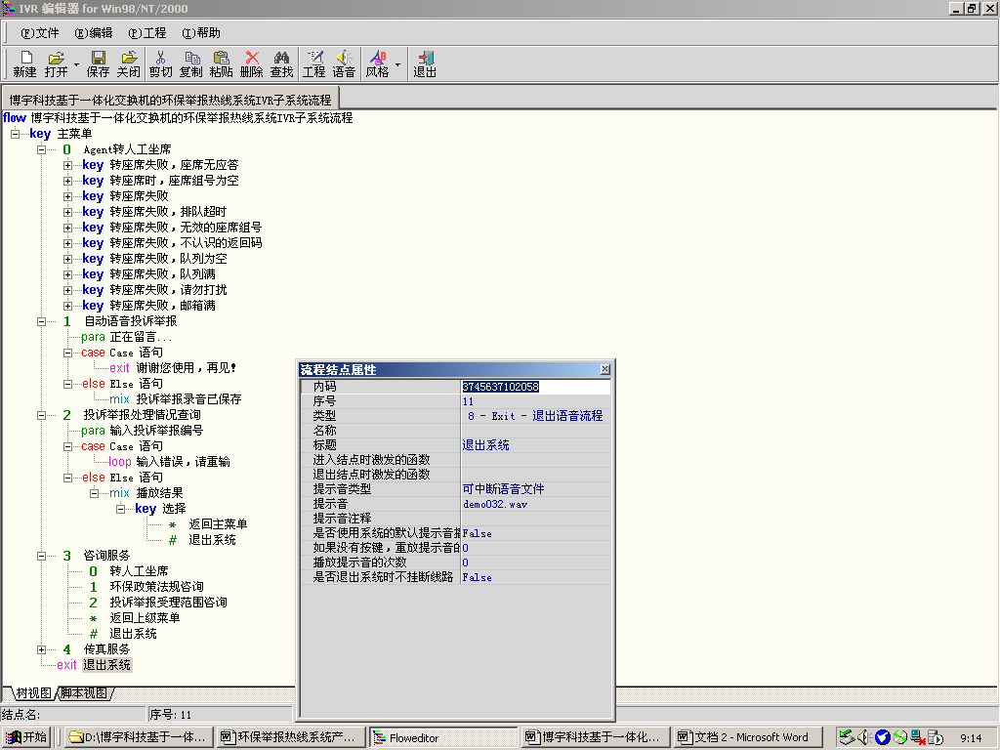 IVR 编辑器 for Win98/NT/2000
(F)文件 (E)编辑 (P)工程 (I)帮助
新建 打开 保存 关闭 剪切 复制 粘贴 删除 查找 工程 语音 风格 退出
博宇科技基于一体化交换机的环保举报热线系统IVR子系统流程
flow 博宇科技基于一体化交换机的环保举报热线系统IVR子系统流程
key 主菜单
0 Agent转人工坐席
key 转座席失败,座席无应答
key 转座席时,座席组号为空
key 转座席失败
key 转座席失败,排队超时
key 转座席失败,无效的座席组号
key 转座席失败,不认识的返回码
key 转座席失败,队列为空
key 转座席失败,队列满
key 转座席失败,请勿打扰
key 转座席失败,邮箱满
1 自动语音投诉举报
para 正在留言...
case Case 语句
exit 谢谢您使用,再见!
else Else 语句
mix 投诉举报录音已保存
2 投诉举报处理情况查询
para 输入投诉举报编号
case Case 语句
loop 输入错误,请重输
else Else 语句
mix 播放结果
key 选择
* 返回主菜单
# 退出系统
3 咨询服务
0 转人工坐席
1 环保政策法规咨询
2 投诉举报受理范围咨询
* 返回上级菜单
# 退出系统
4 传真服务
exit 退出系统
流程结点属性
内码 3745637102058
序号 11
类型 8 - Exit - 退出语音流程
名称
标题 退出系统
进入结点时激发的函数
退出结点时激发的函数
提示音类型 可中断语音文件
提示音 demo032.wav
提示音注释
是否使用系统的默认提示音 False
如果没有按键,重放提示音的 0
播放提示音的次数 0
是否退出系统时不挂断线路 False
树视图 脚本视图
结点名: 序号: 11
开始 D:\博宇科技基于一体... 环保举报热线系统产... Floweditor 博宇科技基于一体化... 文档 2 - Microsoft Word 9:14